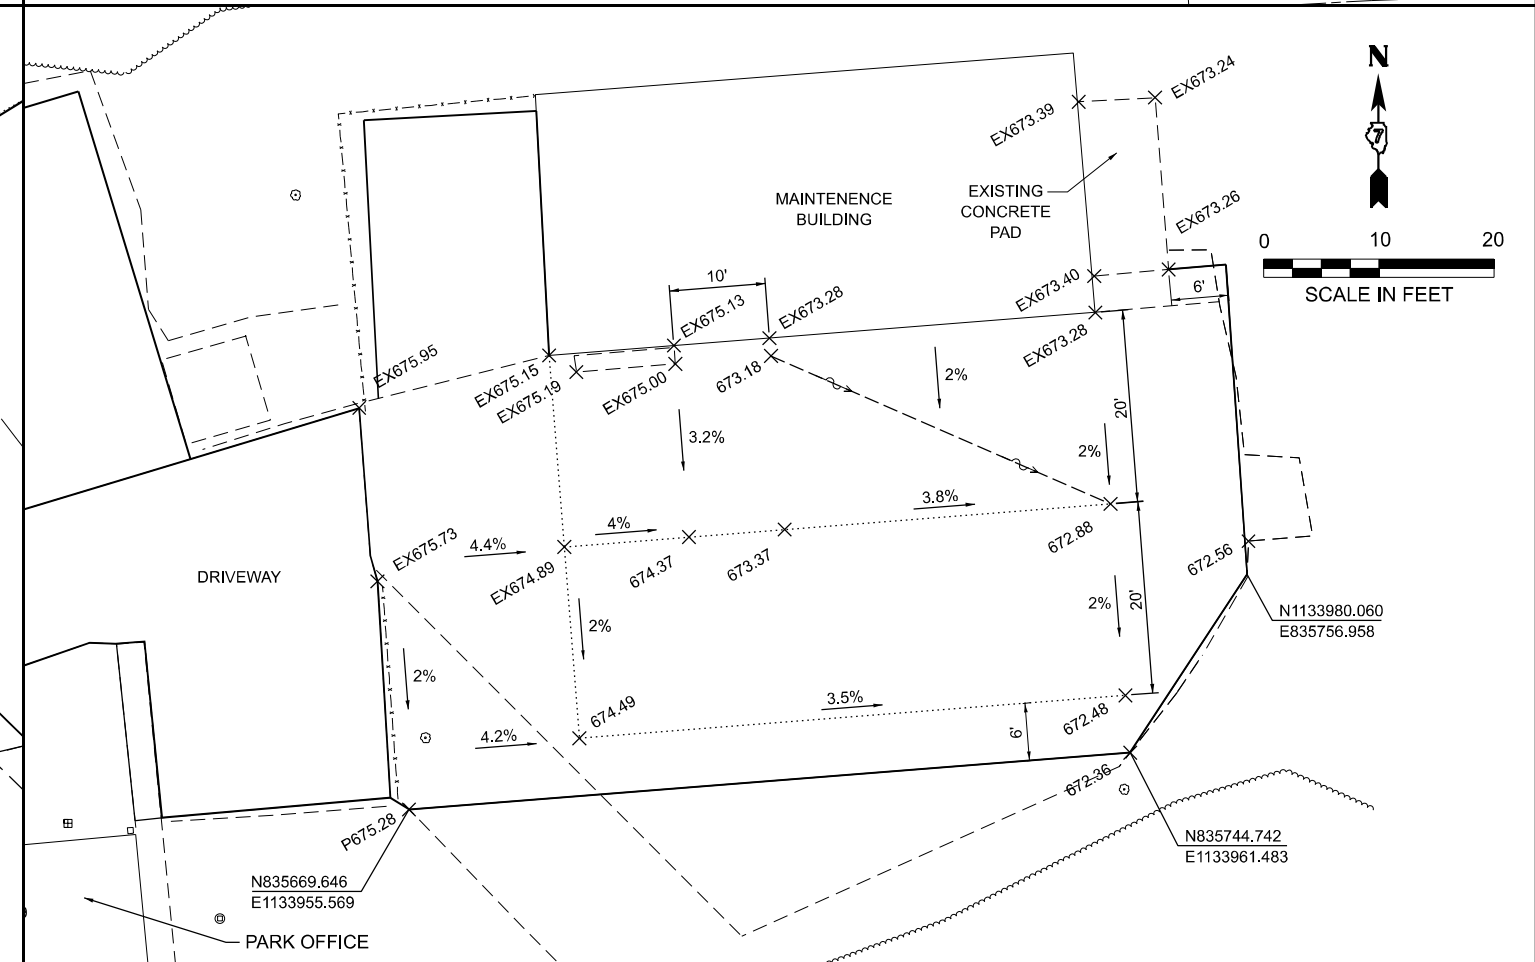 N
7
0 10 20
SCALE IN FEET
EX673.24
EX673.39
EXISTING
CONCRETE
PAD
MAINTENENCE
BUILDING
EX673.26
EX673.40
6'
EX673.28
10'
EX675.13
EX673.28
EX675.95
EX675.15
EX675.19
EX675.00
673.18
2%
3.2%
20'
2%
3.8%
4%
4.4%
EX675.73
EX674.89
674.37
673.37
672.88
672.56
DRIVEWAY
2%
2%
20'
N1133980.060
E835756.958
2%
674.49
3.5%
672.48
4.2%
6'
672.36
P675.28
N835744.742
E1133961.483
N835669.646
E1133955.569
PARK OFFICE